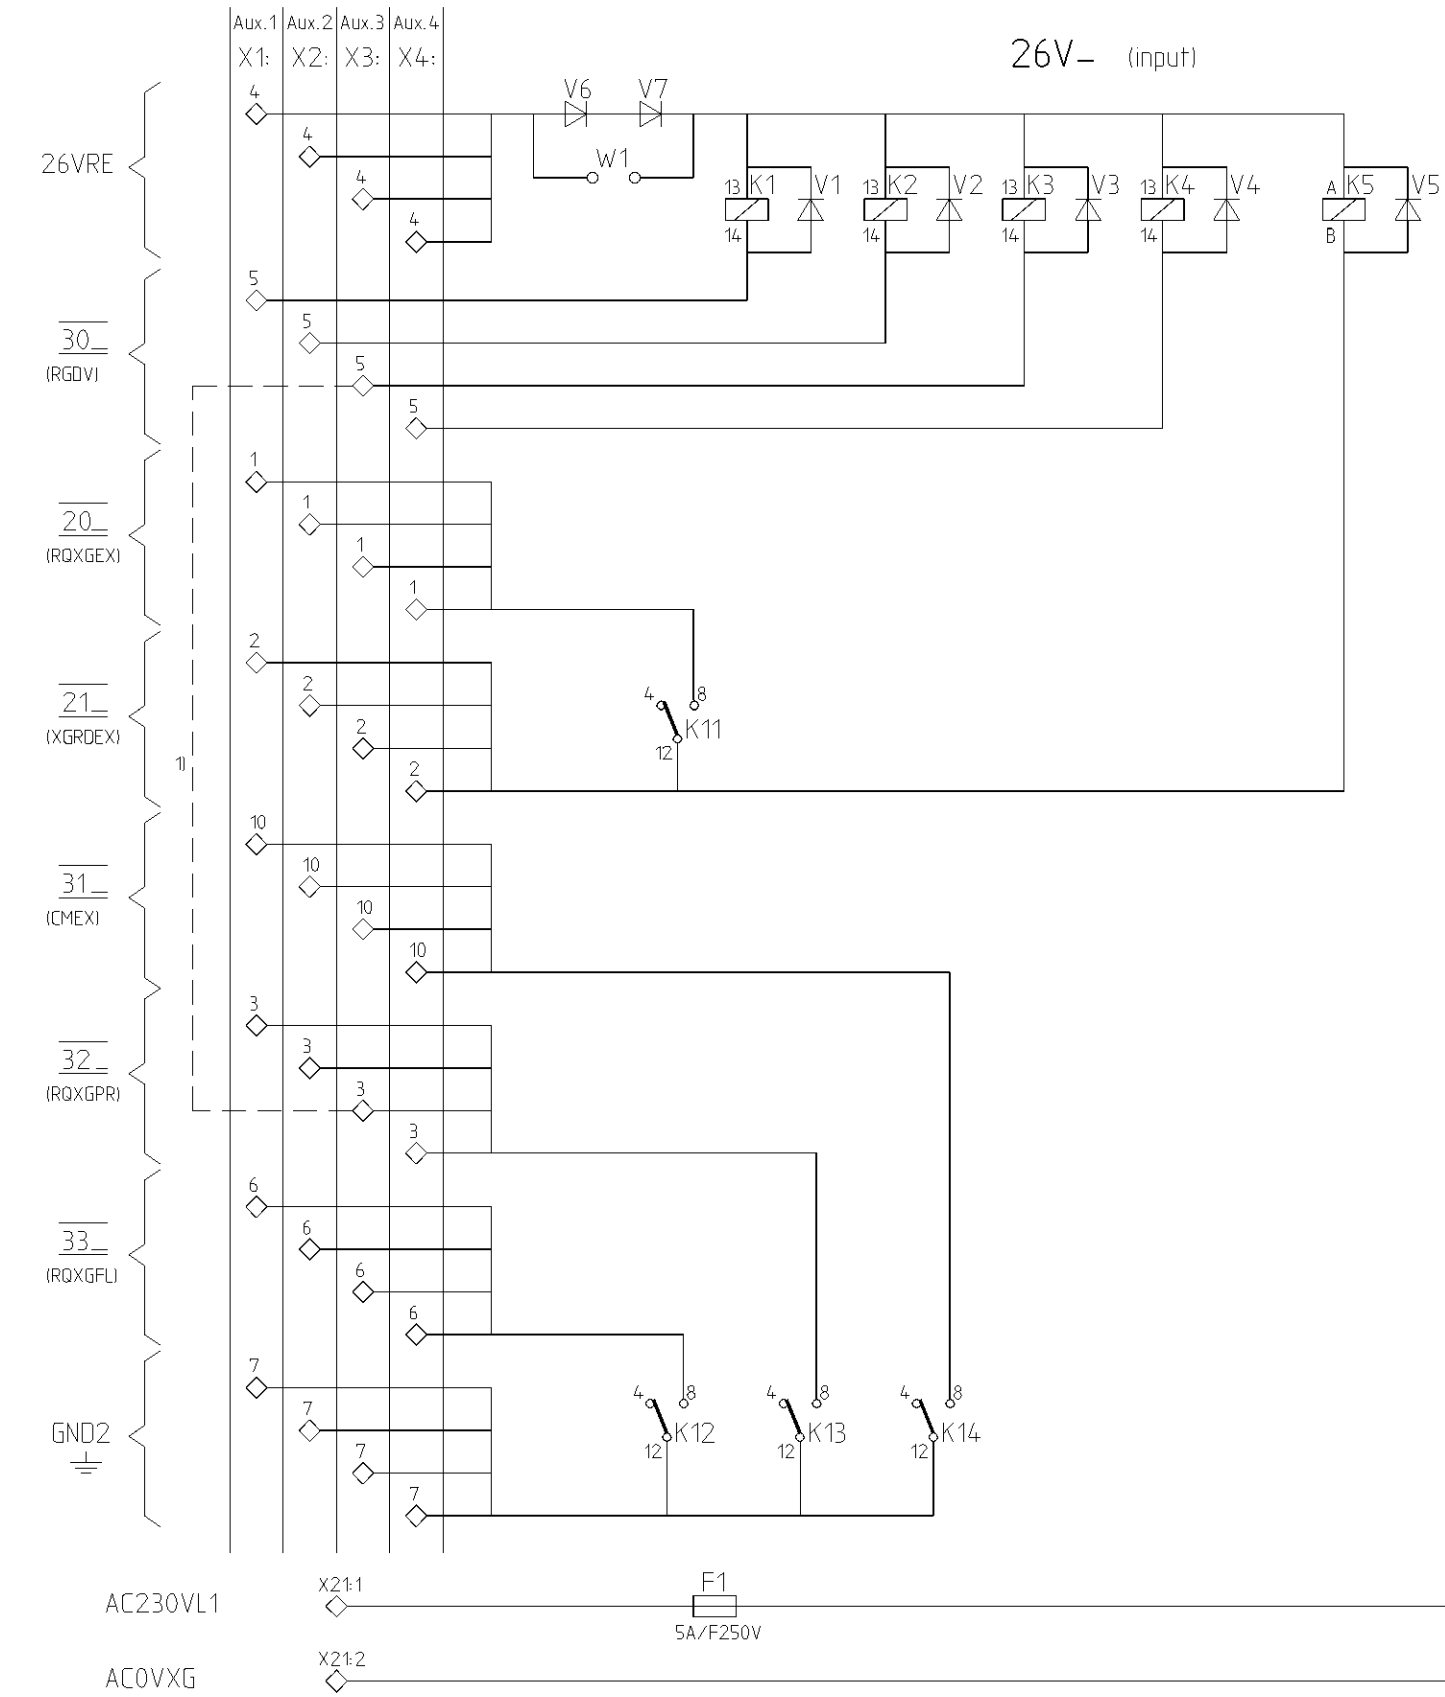 Aux.1 Aux.2 Aux.3 Aux.4
X1: X2: X3: X4:
26V_ (input)
4 V6 V7
4
W1
26VRE
4 13 K1 V1 13 K2 V2 13 K3 V3 13 K4 V4 A K5 V5
4 14 14 14 14 B
5
5
30_
5
(RGDV)
5
1
1
20_
1
(RQXGEX)
1
2
2
4 8
21_
K11
2
(XGRDEX)
12
1)
2
10
10
31_
10
(CMEX)
10
3
3
32_
3
(RQXGPR)
3
6
6
33_
6
(RQXGFL)
6
7
4 8 4 8 4 8
7
GND2
K12 K13 K14
12 12 12
7
7
X21:1 F1
AC230VL1
5A/F250V
X21:2
AC0VXG